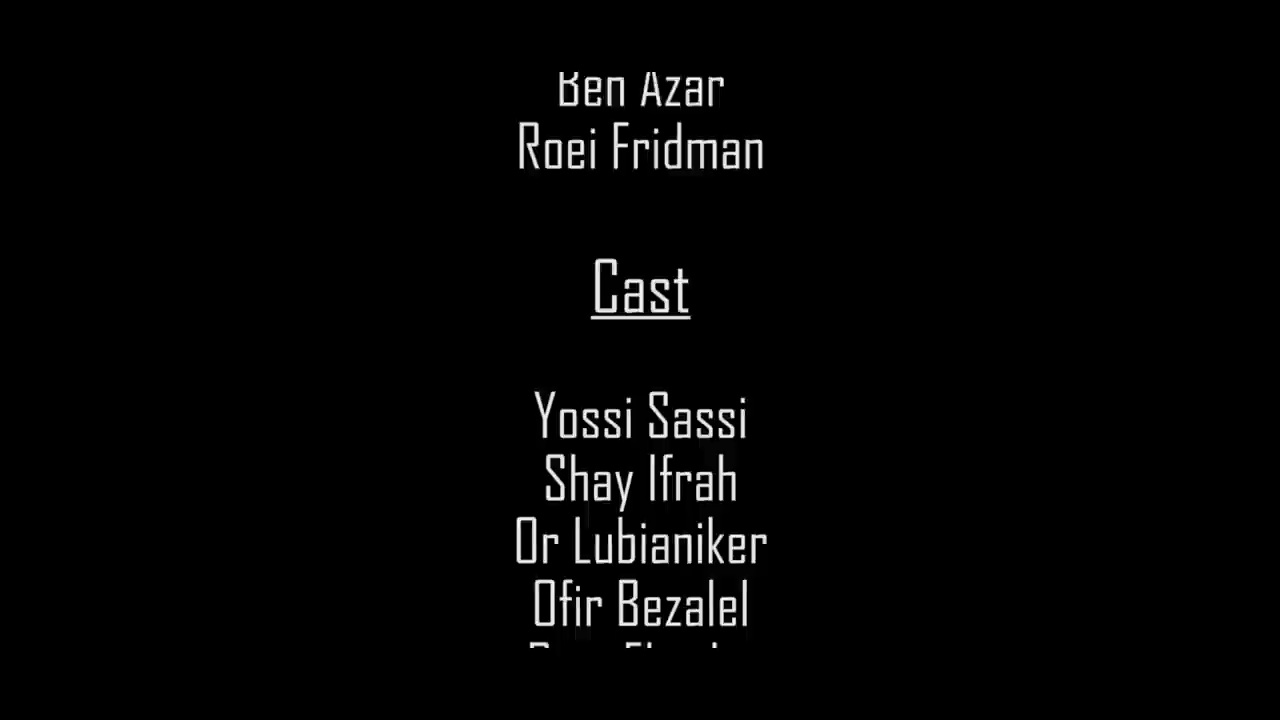 Ben Azar
Roei Fridman
Cast
Yossi Sassi
Shay Ifrah
Or Lubianiker
Ofir Bezalel